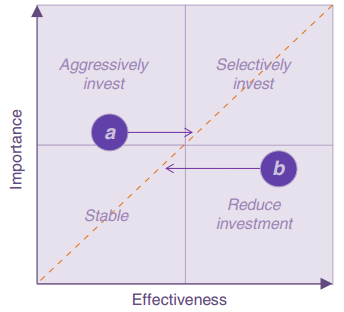 Aggressively
invest
Selectively
invest
a
b
Stable
Reduce
investment
Importance
Effectiveness